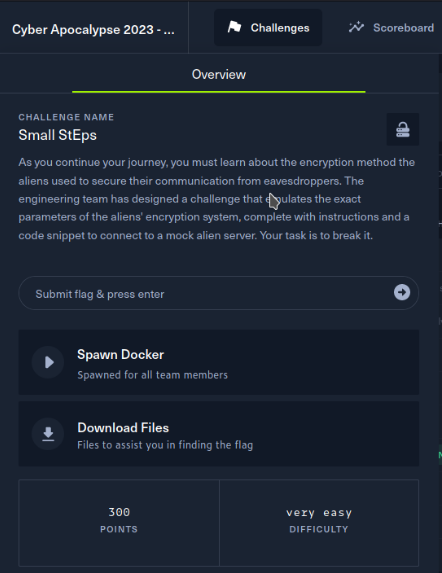 Cyber Apocalypse 2023 - ...
Challenges
Scoreboard
Overview
CHALLENGE NAME
Small StEps
As you continue your journey, you must learn about the encryption method the
aliens used to secure their communication from eavesdroppers. The
engineering team has designed a challenge that emulates the exact
parameters of the aliens' encryption system, complete with instructions and a
code snippet to connect to a mock alien server. Your task is to break it.
Submit flag & press enter
Spawn Docker
Spawned for all team members
Download Files
Files to assist you in finding the flag
300
POINTS
very easy
DIFFICULTY